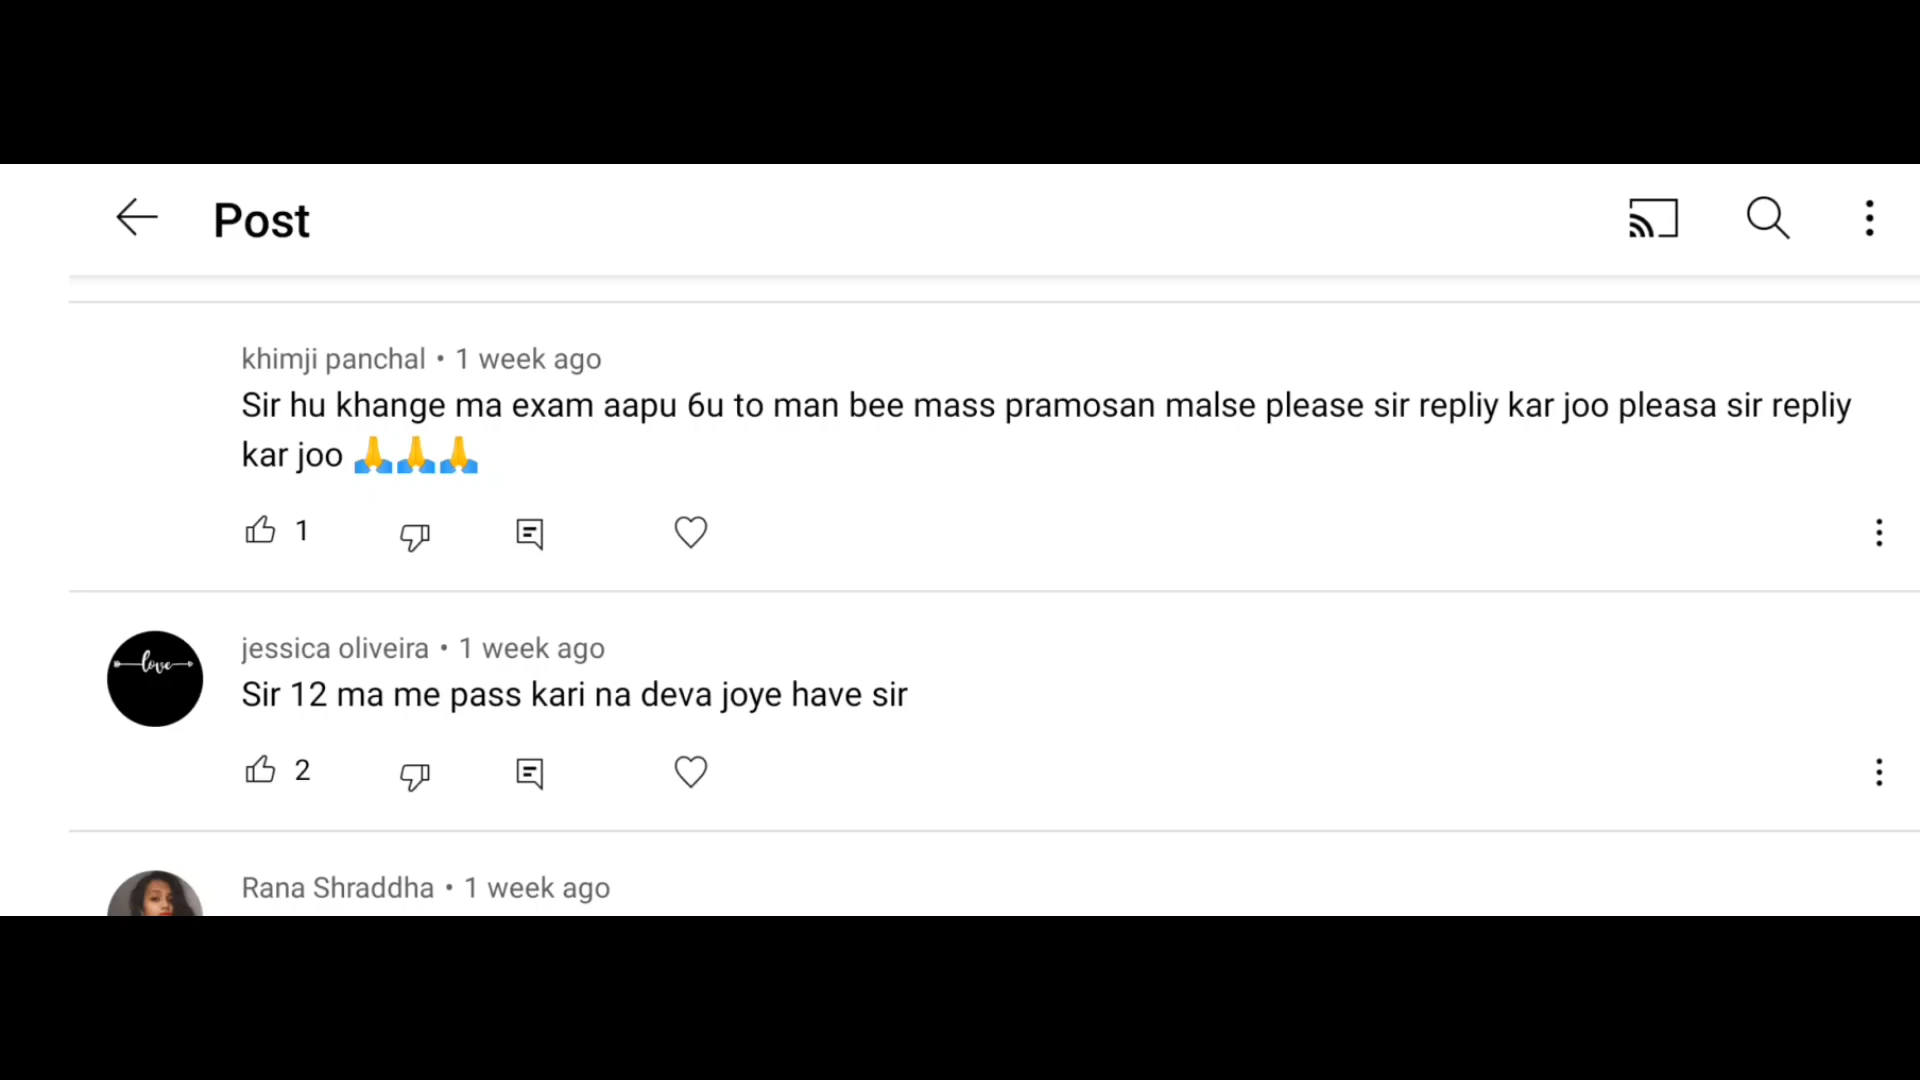 Post
khimji panchal • 1 week ago
Sir hu khange ma exam aapu 6u to man bee mass pramosan malse please sir repliy kar joo pleasa sir repliy
kar joo 🙏🙏🙏
1
jessica oliveira • 1 week ago
love
Sir 12 ma me pass kari na deva joye have sir
2
Rana Shraddha • 1 week ago